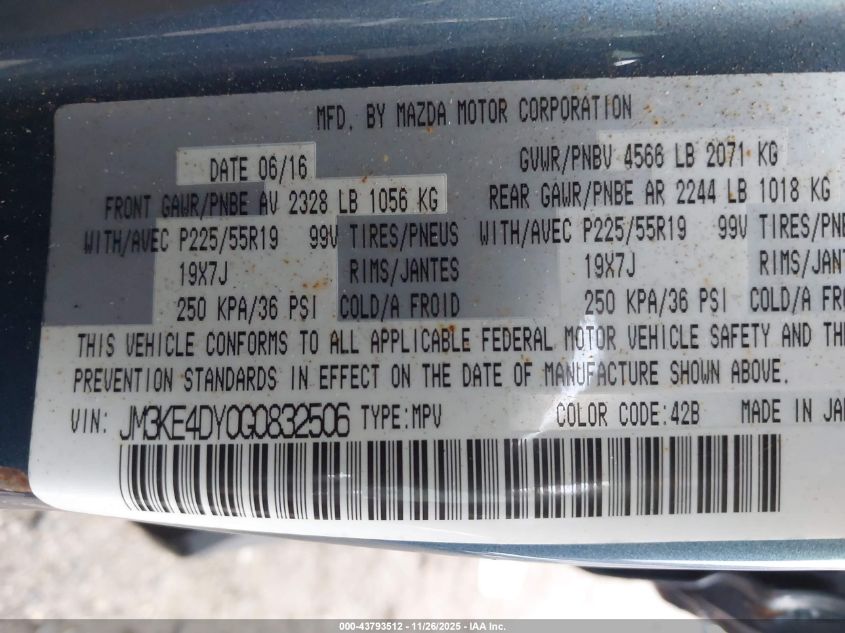 MFD. BY MAZDA MOTOR CORPORATION
DATE 06/16 GVWR/PNBV 4566 LB 2071 KG
FRONT GAWR/PNBE AV 2328 LB 1056 KG REAR GAWR/PNBE AR 2244 LB 1018 KG
WITH/AVEC P225/55R19 99V TIRES/PNEUS WITH/AVEC P225/55R19 99V TIRES/PNE
19X7J RIMS/JANTES 19X7J RIMS/JANT
250 KPA/36 PSI COLD/A FROID 250 KPA/36 PSI COLD/A FRO
THIS VEHICLE CONFORMS TO ALL APPLICABLE FEDERAL MOTOR VEHICLE SAFETY AND THE
PREVENTION STANDARDS IN EFFECT ON THE DATE OF MANUFACTURE SHOWN ABOVE.
VIN: JM3KE4DY0G0832506 TYPE:MPV COLOR CODE:42B MADE IN JA
000-43793512 - 11/26/2025 - IAA Inc.